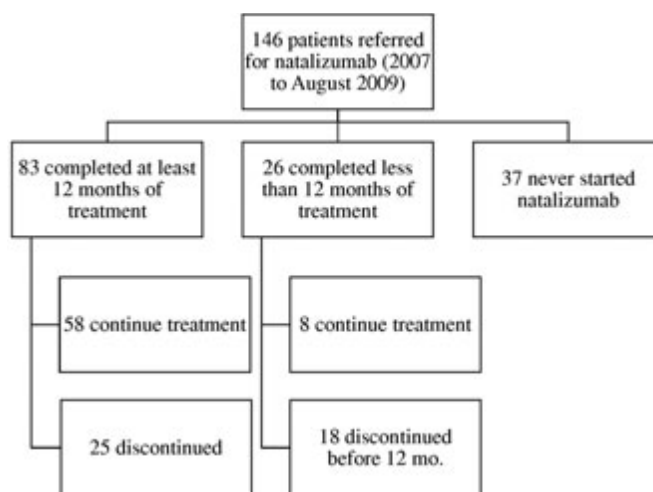 146 patients referred
for natalizumab (2007
to August 2009)
83 completed at least
12 months of
treatment
26 completed less
than 12 months of
treatment
37 never started
natalizumab
58 continue treatment
8 continue treatment
25 discontinued
18 discontinued
before 12 mo.